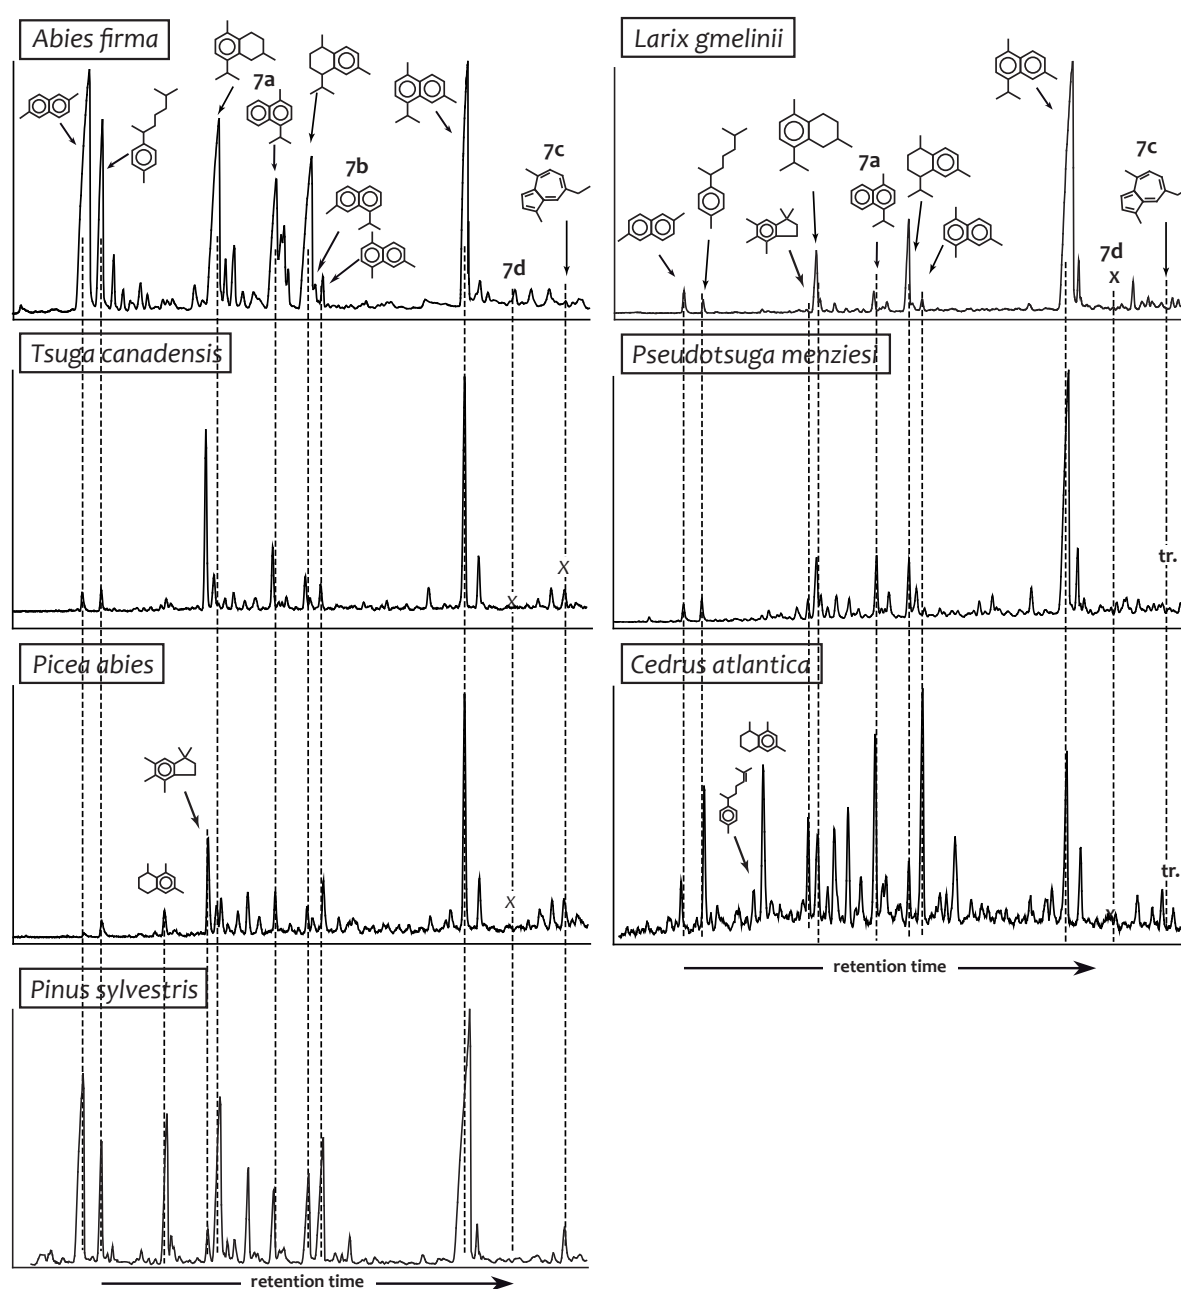 Abies firma
7a
7b
7c
7d
Larix gmelinii
7a
7c
7d
x
Tsuga canadensis
X
X
Pseudotsuga menziesi
tr.
Picea abies
X
Cedrus atlantica
tr.
x
retention time
Pinus sylvestris
retention time